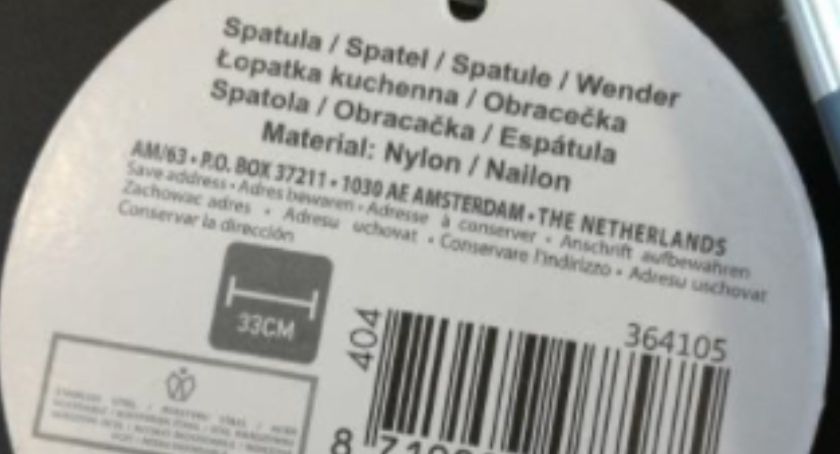 Spatula / Spatel / Spatule / Wender
Łopatka kuchenna / Obracečka
Spatola / Obracačka / Espátula
Material: Nylon / Nailon
AM/63 • P.O. BOX 37211 • 1030 AE AMSTERDAM • THE NETHERLANDS
Save address • Adres bewaren • Adresse à conserver • Anschrift aufbewahren
Zachowac adres • Adresu uchovat • Conservare l'indirizzo • Adresu uschovat
Conservar la dirección
33CM
404
364105
8